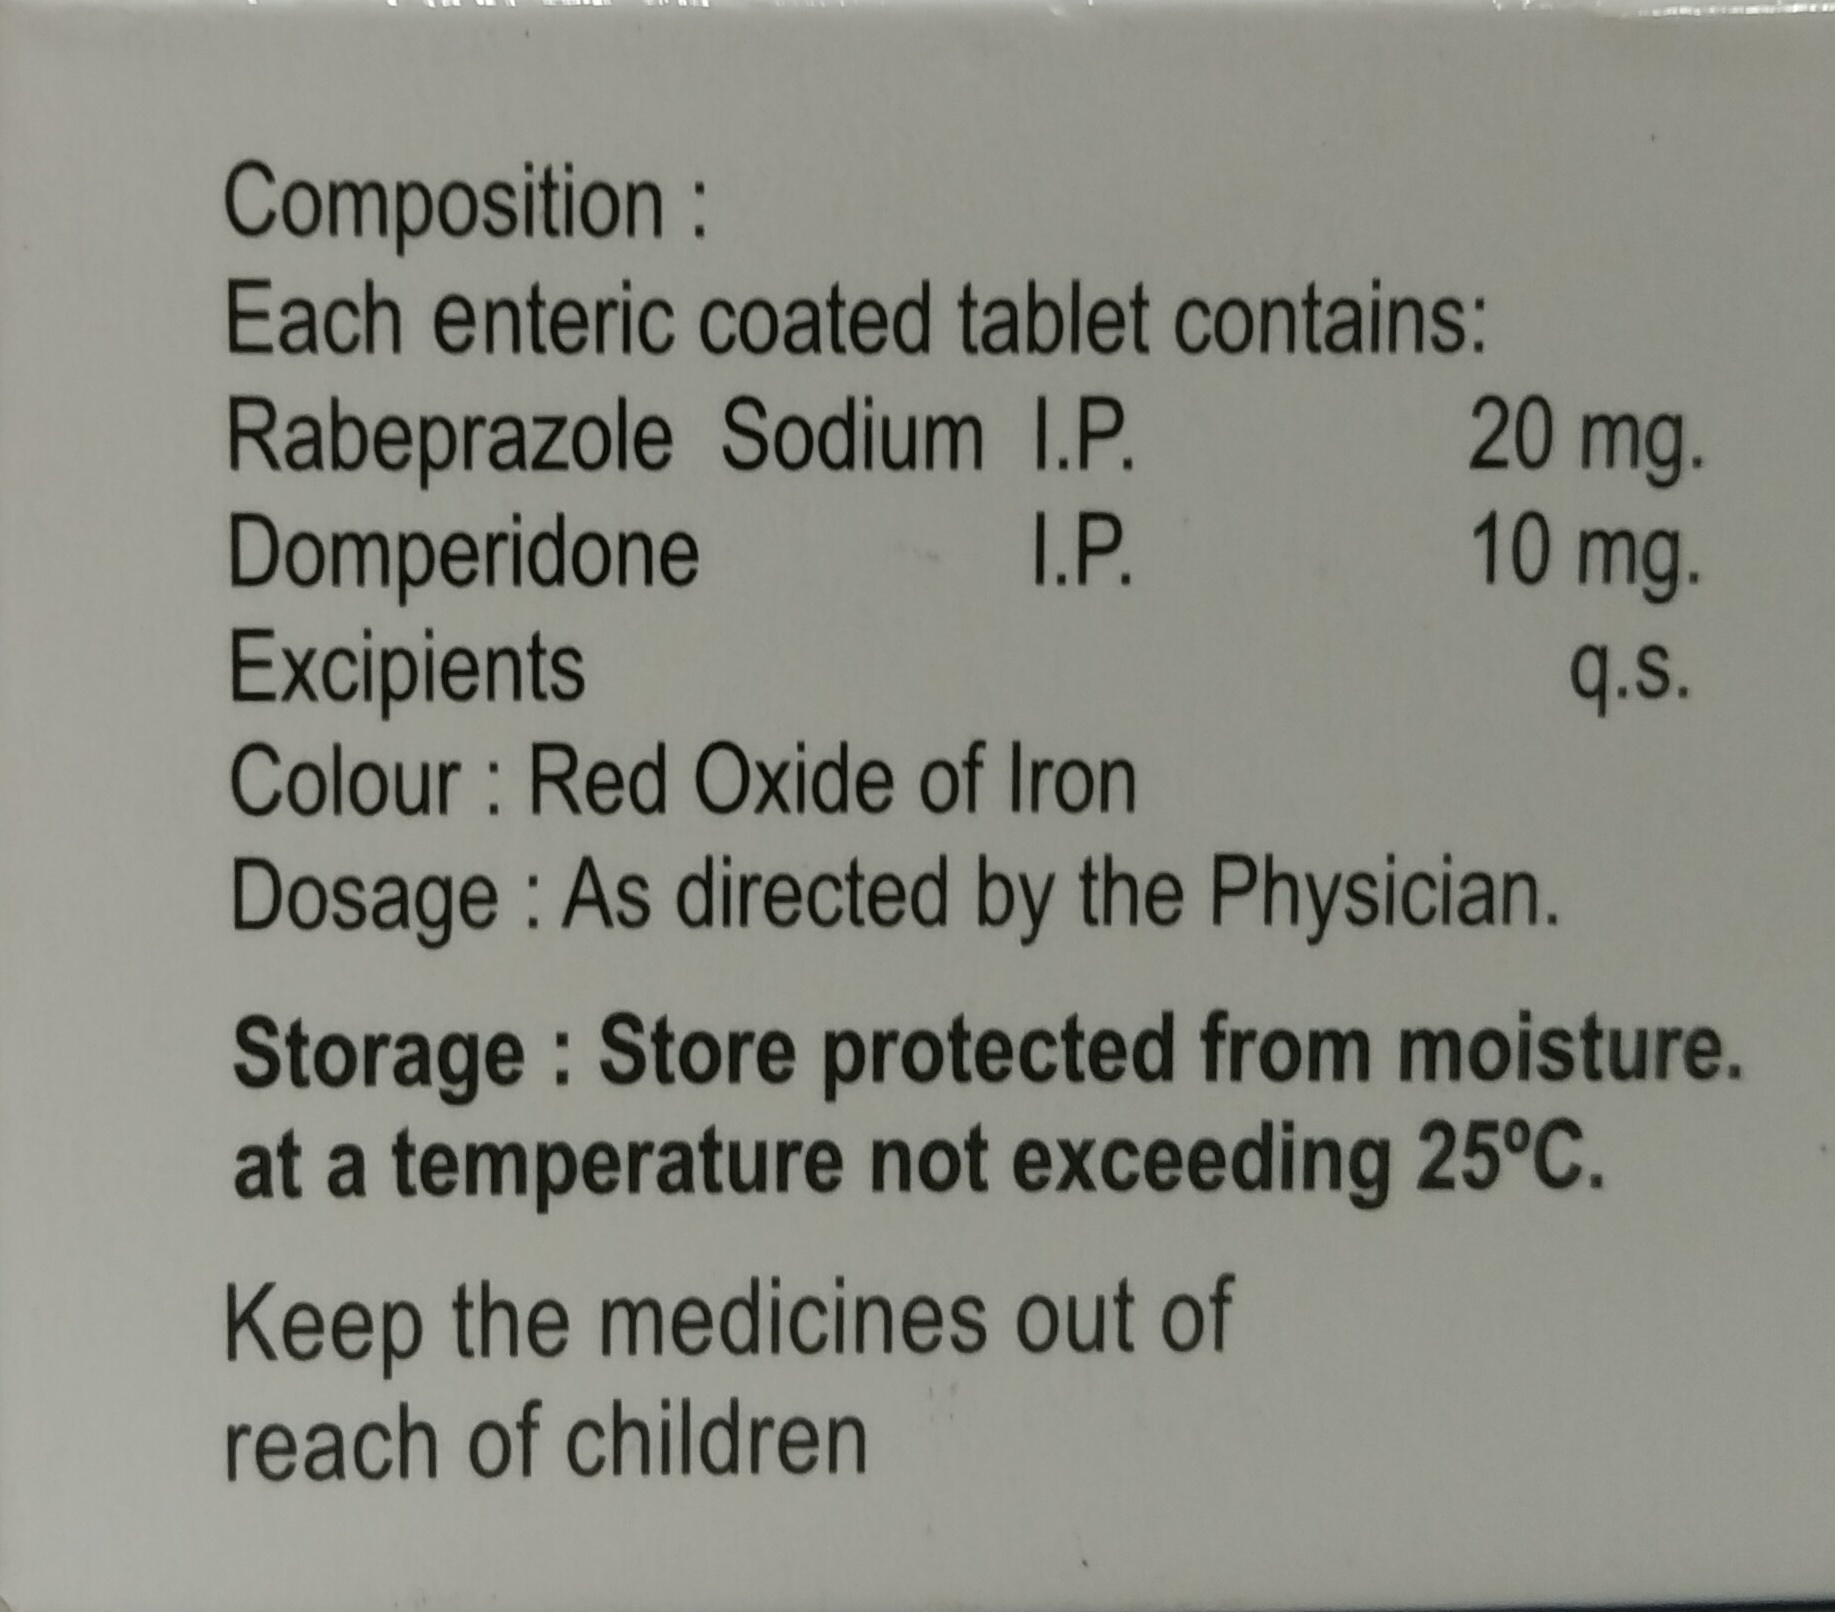 Composition :
Each enteric coated tablet contains:
Rabeprazole Sodium I.P. 20 mg.
Domperidone I.P. 10 mg.
Excipients q.s.
Colour : Red Oxide of Iron
Dosage : As directed by the Physician.
Storage : Store protected from moisture.
at a temperature not exceeding 25ºC.
Keep the medicines out of
reach of children